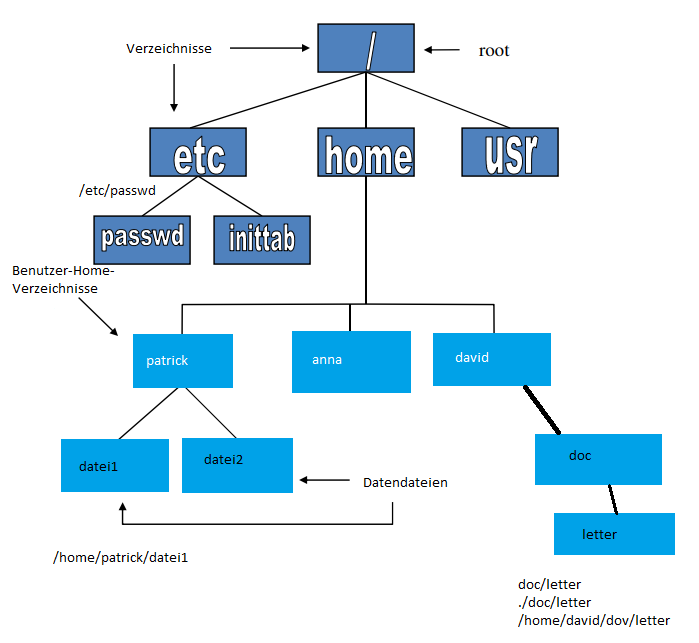 Verzeichnisse
/
root
etc
home
usr
/etc/passwd
passwd
inittab
Benutzer-Home-
Verzeichnisse
patrick
anna
david
datei1
datei2
doc
Datendateien
letter
/home/patrick/datei1
doc/letter
./doc/letter
/home/david/dov/letter